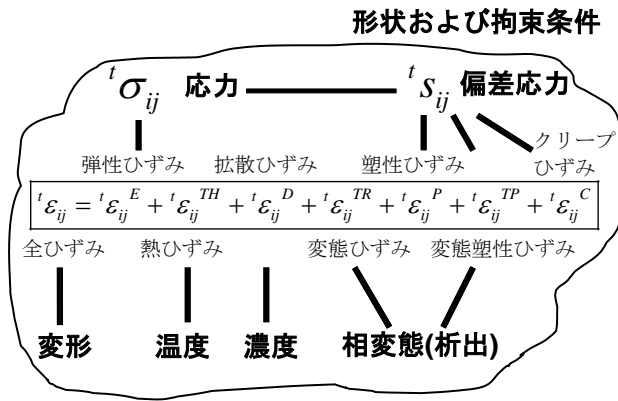 形状および拘束条件
ᵗσᵢⱼ 応力 ᵗsᵢⱼ 偏差応力
弾性ひずみ 拡散ひずみ 塑性ひずみ クリープ
ひずみ
ᵗεᵢⱼ = ᵗεᵢⱼᴱ + ᵗεᵢⱼᵀᴴ + ᵗεᵢⱼᴰ + ᵗεᵢⱼᵀᴿ + ᵗεᵢⱼᴾ + ᵗεᵢⱼᵀᴾ + ᵗεᵢⱼᶜ
全ひずみ 熱ひずみ 変態ひずみ 変態塑性ひずみ
変形 温度 濃度 相変態(析出)